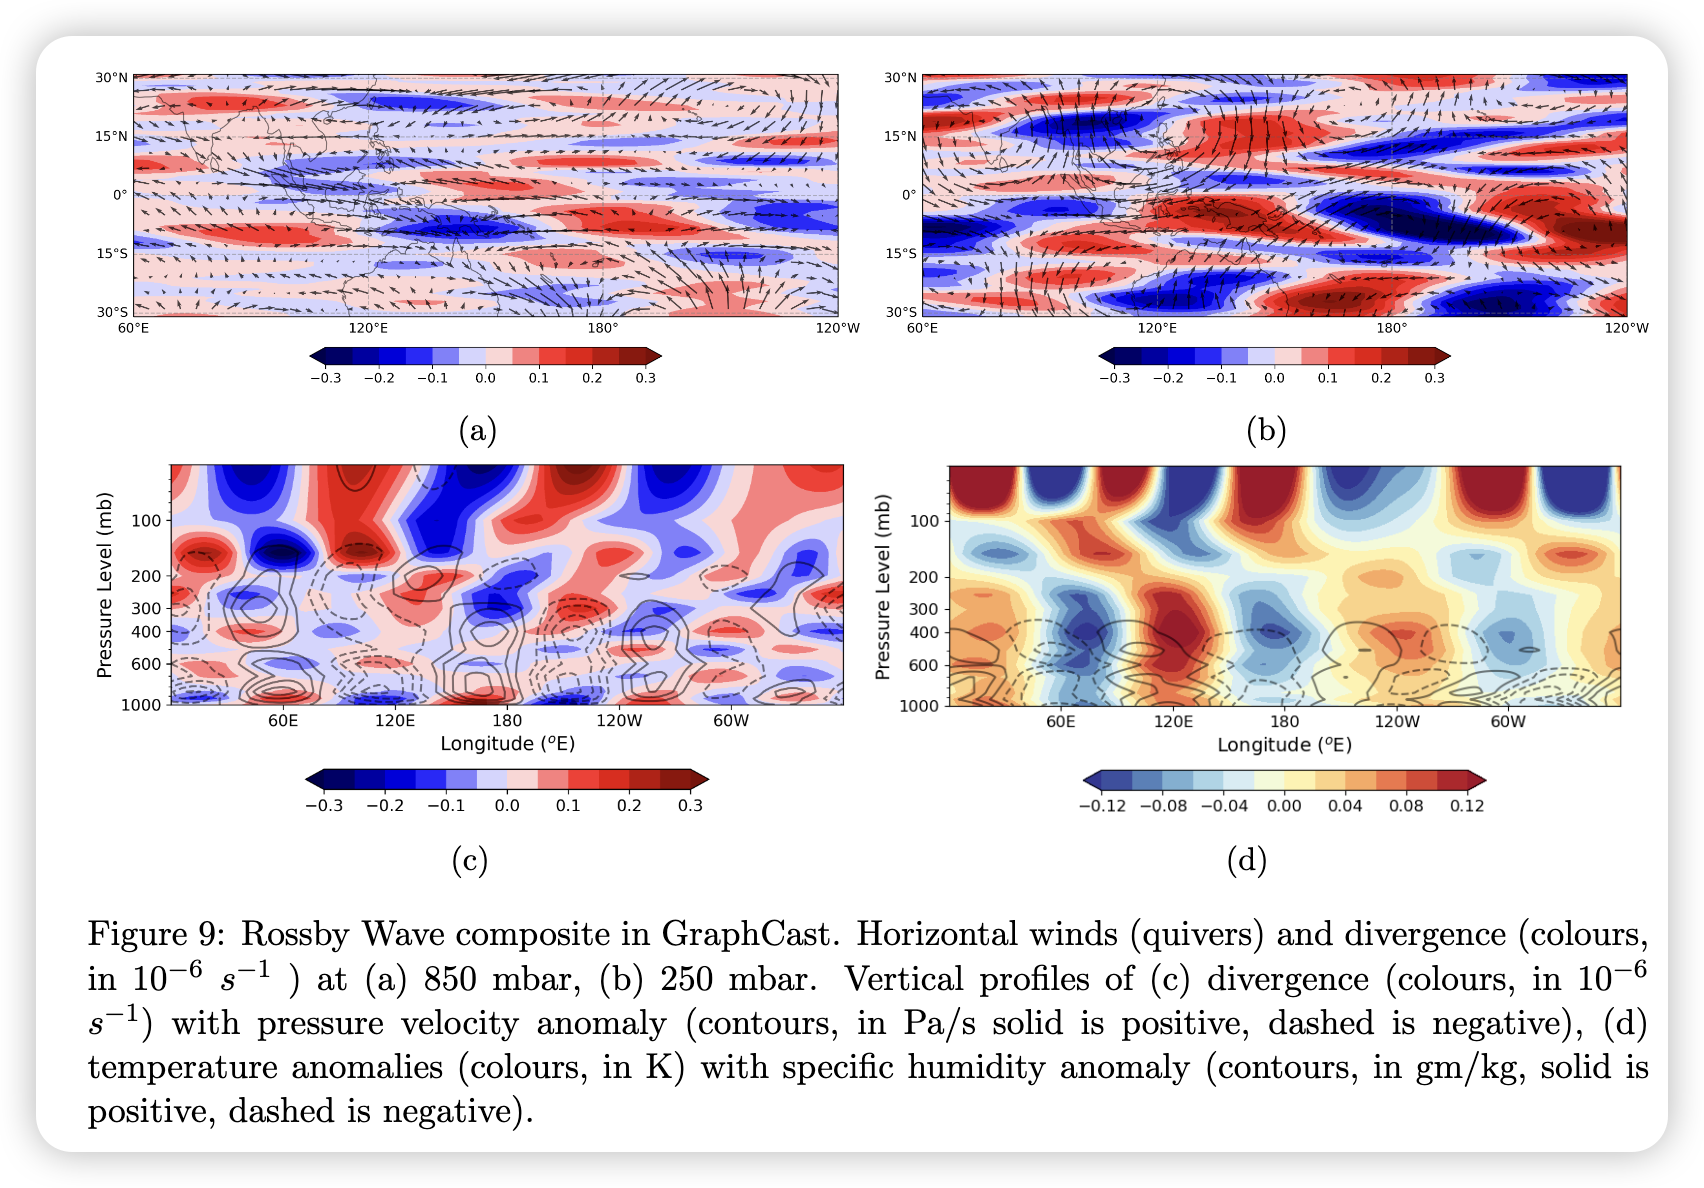 30°N
15°N
0°
15°S
30°S
60°E 120°E 180° 120°W
−0.3 −0.2 −0.1 0.0 0.1 0.2 0.3
(a)
30°N
15°N
0°
15°S
30°S
60°E 120°E 180° 120°W
−0.3 −0.2 −0.1 0.0 0.1 0.2 0.3
(b)
Pressure Level (mb)
100
200
300
400
600
1000
60E 120E 180 120W 60W
Longitude (°E)
−0.3 −0.2 −0.1 0.0 0.1 0.2 0.3
(c)
Pressure Level (mb)
100
200
300
400
600
1000
60E 120E 180 120W 60W
Longitude (°E)
−0.12 −0.08 −0.04 0.00 0.04 0.08 0.12
(d)
Figure 9: Rossby Wave composite in GraphCast. Horizontal winds (quivers) and divergence (colours,
in 10⁻⁶ s⁻¹ ) at (a) 850 mbar, (b) 250 mbar. Vertical profiles of (c) divergence (colours, in 10⁻⁶
s⁻¹) with pressure velocity anomaly (contours, in Pa/s solid is positive, dashed is negative), (d)
temperature anomalies (colours, in K) with specific humidity anomaly (contours, in gm/kg, solid is
positive, dashed is negative).